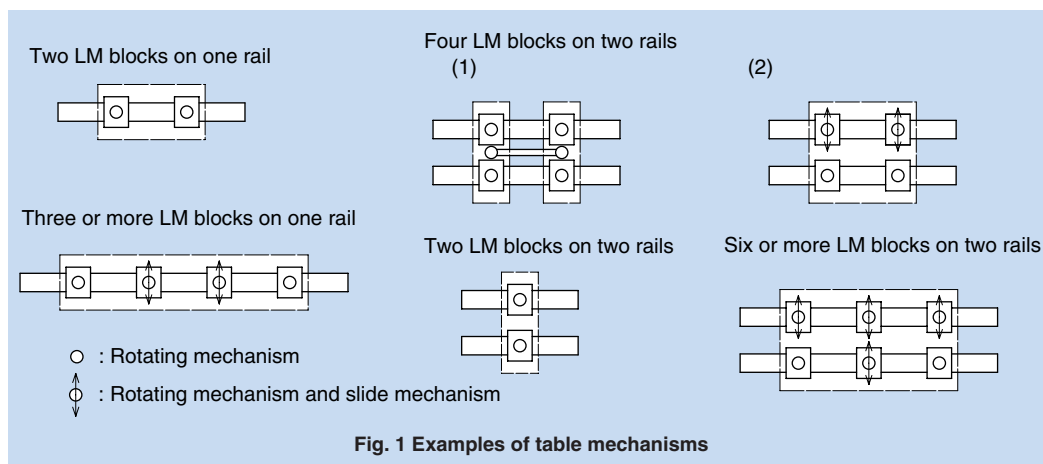 Two LM blocks on one rail
Three or more LM blocks on one rail
: Rotating mechanism
: Rotating mechanism and slide mechanism
Four LM blocks on two rails
(1)
(2)
Two LM blocks on two rails
Six or more LM blocks on two rails
Fig. 1 Examples of table mechanisms